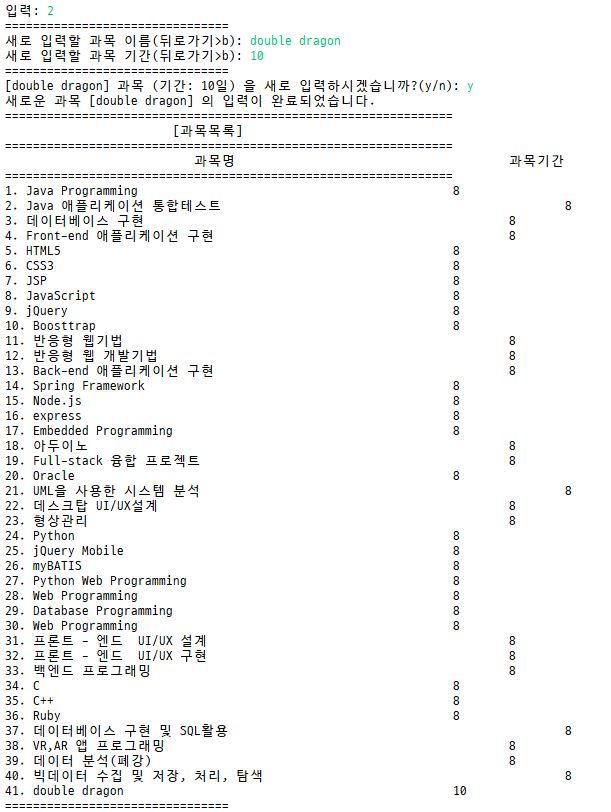 입력: 2
================================
새로 입력할 과목 이름(뒤로가기>b): double dragon
새로 입력할 과목 기간(뒤로가기>b): 10
================================
[double dragon] 과목 (기간: 10일) 을 새로 입력하시겠습니까?(y/n): y
새로운 과목 [double dragon] 의 입력이 완료되었습니다.
================================================================
[과목목록]
================================================================
과목명 과목기간
================================================================
1. Java Programming 8
2. Java 애플리케이션 통합테스트 8
3. 데이터베이스 구현 8
4. Front-end 애플리케이션 구현 8
5. HTML5 8
6. CSS3 8
7. JSP 8
8. JavaScript 8
9. jQuery 8
10. Boosttrap 8
11. 반응형 웹기법 8
12. 반응형 웹 개발기법 8
13. Back-end 애플리케이션 구현 8
14. Spring Framework 8
15. Node.js 8
16. express 8
17. Embedded Programming 8
18. 아두이노 8
19. Full-stack 융합 프로젝트 8
20. Oracle 8
21. UML을 사용한 시스템 분석 8
22. 데스크탑 UI/UX설계 8
23. 형상관리 8
24. Python 8
25. jQuery Mobile 8
26. myBATIS 8
27. Python Web Programming 8
28. Web Programming 8
29. Database Programming 8
30. Web Programming 8
31. 프론트 - 엔드  UI/UX 설계 8
32. 프론트 - 엔드  UI/UX 구현 8
33. 백엔드 프로그래밍 8
34. C 8
35. C++ 8
36. Ruby 8
37. 데이터베이스 구현 및 SQL활용 8
38. VR,AR 앱 프로그래밍 8
39. 데이터 분석(폐강) 8
40. 빅데이터 수집 및 저장, 처리, 탐색 8
41. double dragon 10
================================